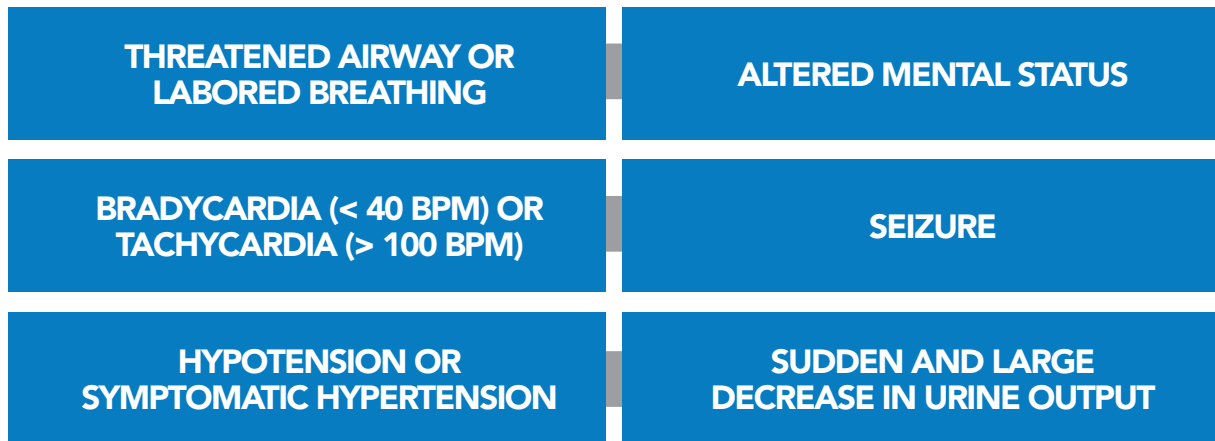 THREATENED AIRWAY OR
LABORED BREATHING
ALTERED MENTAL STATUS
BRADYCARDIA (< 40 BPM) OR
TACHYCARDIA (> 100 BPM)
SEIZURE
HYPOTENSION OR
SYMPTOMATIC HYPERTENSION
SUDDEN AND LARGE
DECREASE IN URINE OUTPUT